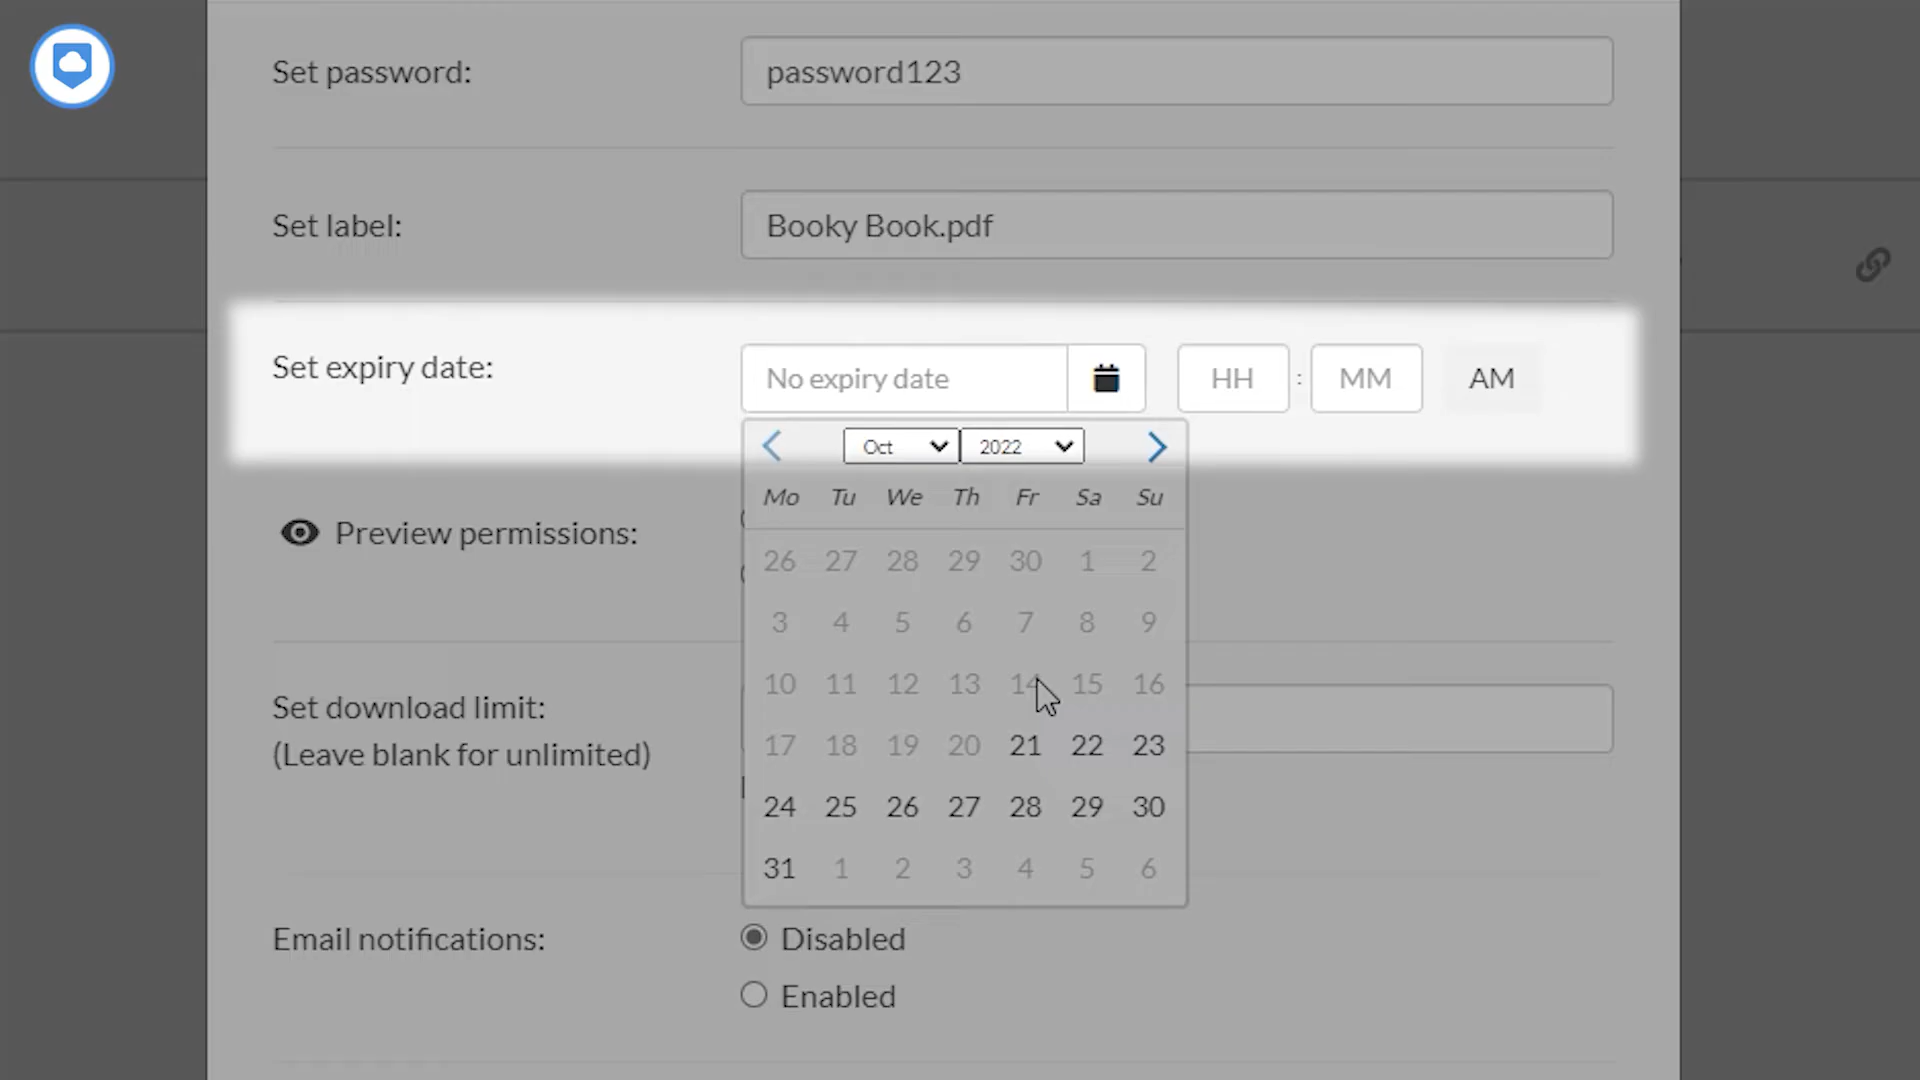 Set password:
password123
Set label:
Booky Book.pdf
Set expiry date:
No expiry date
HH : MM AM
Oct 2022
Mo Tu We Th Fr Sa Su
26 27 28 29 30 1 2
3 4 5 6 7 8 9
10 11 12 13 14 15 16
17 18 19 20 21 22 23
24 25 26 27 28 29 30
31 1 2 3 4 5 6
Preview permissions:
Set download limit:
(Leave blank for unlimited)
Email notifications:
Disabled
Enabled